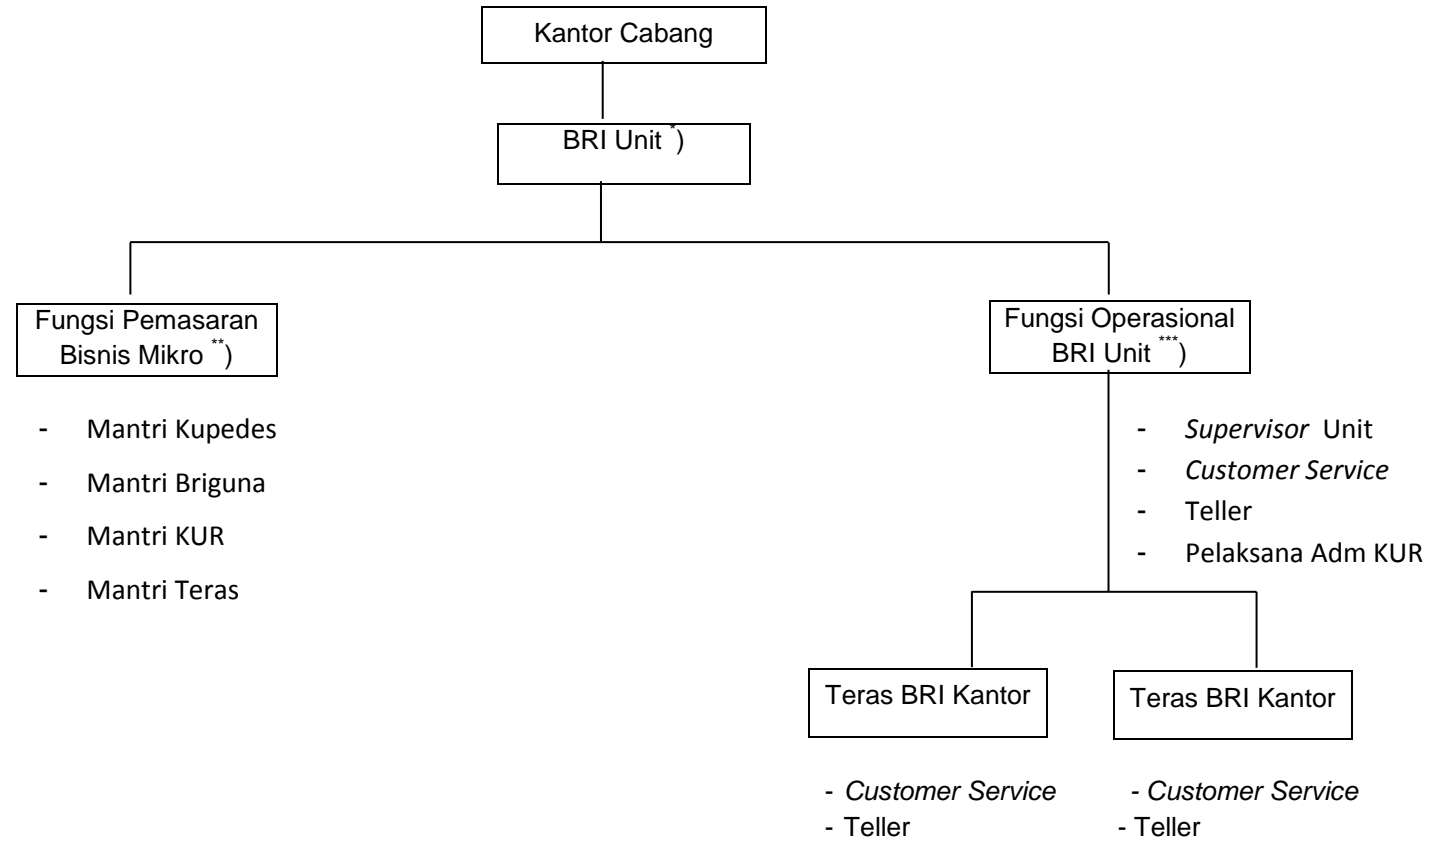 Kantor Cabang
BRI Unit *)
Fungsi Pemasaran
Bisnis Mikro **)
- Mantri Kupedes
- Mantri Briguna
- Mantri KUR
- Mantri Teras
Fungsi Operasional
BRI Unit ***)
- Supervisor Unit
- Customer Service
- Teller
- Pelaksana Adm KUR
Teras BRI Kantor
- Customer Service
- Teller
Teras BRI Kantor
- Customer Service
- Teller